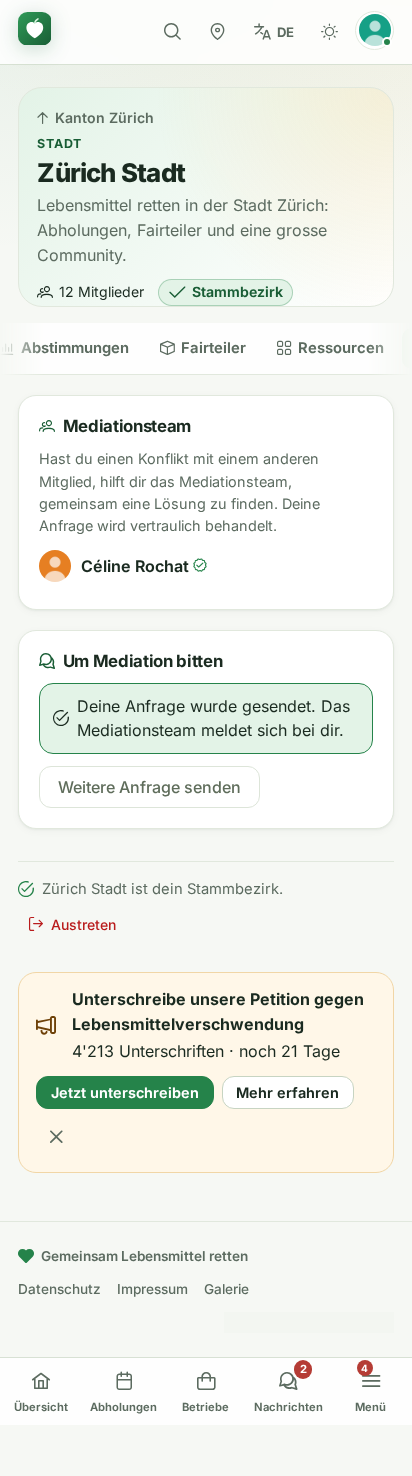 DE
Kanton Zürich
STADT
Zürich Stadt
Lebensmittel retten in der Stadt Zürich:
Abholungen, Fairteiler und eine grosse
Community.
12 Mitglieder Stammbezirk
Abstimmungen Fairteiler Ressourcen
Mediationsteam
Hast du einen Konflikt mit einem anderen
Mitglied, hilft dir das Mediationsteam,
gemeinsam eine Lösung zu finden. Deine
Anfrage wird vertraulich behandelt.
Céline Rochat
Um Mediation bitten
Deine Anfrage wurde gesendet. Das
Mediationsteam meldet sich bei dir.
Weitere Anfrage senden
Zürich Stadt ist dein Stammbezirk.
Austreten
Unterschreibe unsere Petition gegen
Lebensmittelverschwendung
4'213 Unterschriften · noch 21 Tage
Jetzt unterschreiben Mehr erfahren
Gemeinsam Lebensmittel retten
Datenschutz Impressum Galerie
2 4
Übersicht Abholungen Betriebe Nachrichten Menü